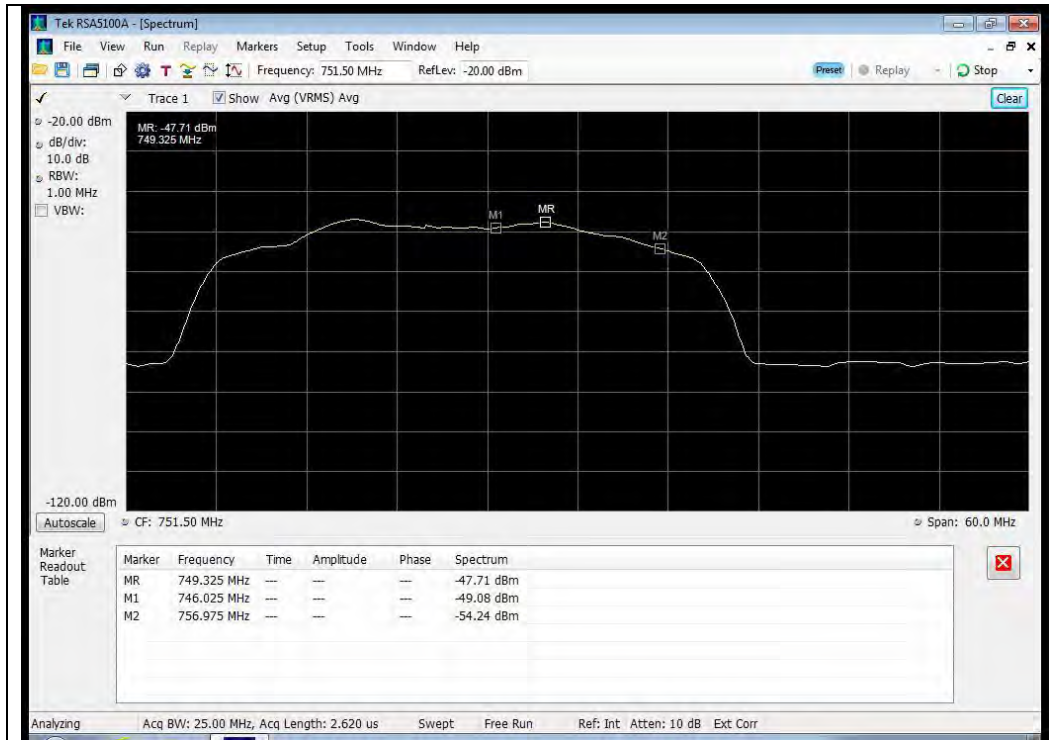 Tek RSA5100A - [Spectrum]
File View Run Replay Markers Setup Tools Window Help
Frequency: 751.50 MHz RefLev: -20.00 dBm Preset Replay Stop
Trace 1 Show Avg (VRMS) Avg Clear
-20.00 dBm
dB/div:
10.0 dB
RBW:
1.00 MHz
VBW:
MR: -47.71 dBm
749.325 MHz
M1
MR
M2
-120.00 dBm
Autoscale CF: 751.50 MHz Span: 60.0 MHz
Marker
Readout
Table
Marker Frequency Time Amplitude Phase Spectrum
MR 749.325 MHz --- --- --- -47.71 dBm
M1 746.025 MHz --- --- --- -49.08 dBm
M2 756.975 MHz --- --- --- -54.24 dBm
Analyzing Acq BW: 25.00 MHz, Acq Length: 2.620 us Swept Free Run Ref: Int Atten: 10 dB Ext Corr